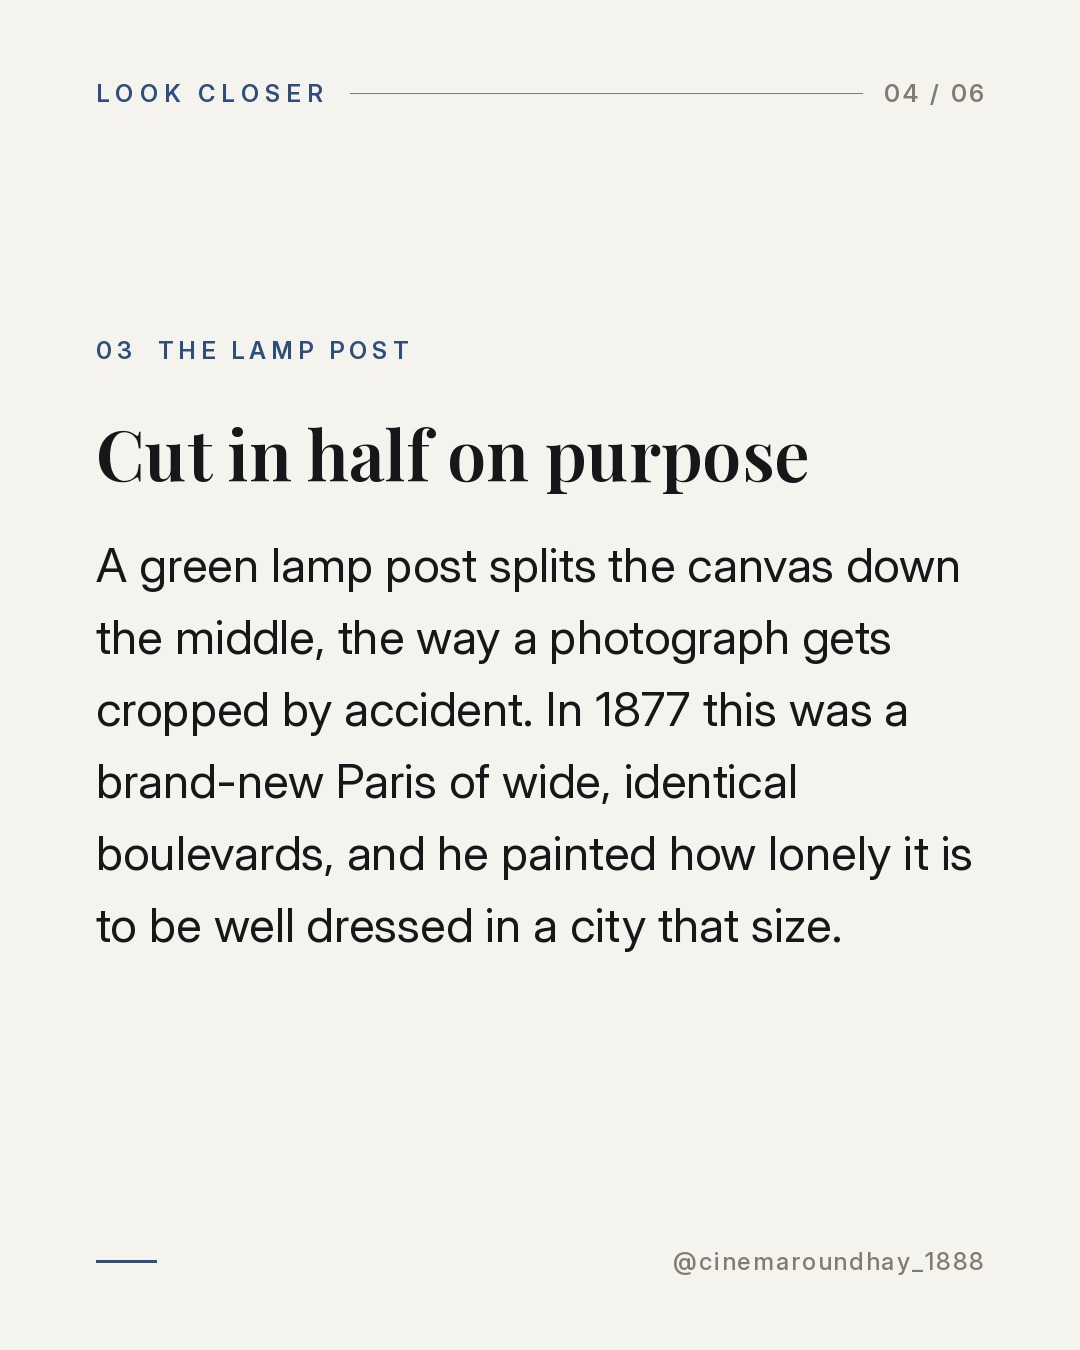 LOOK CLOSER
04 / 06
03 THE LAMP POST
Cut in half on purpose
A green lamp post splits the canvas down
the middle, the way a photograph gets
cropped by accident. In 1877 this was a
brand-new Paris of wide, identical
boulevards, and he painted how lonely it is
to be well dressed in a city that size.
@cinemaroundhay_1888